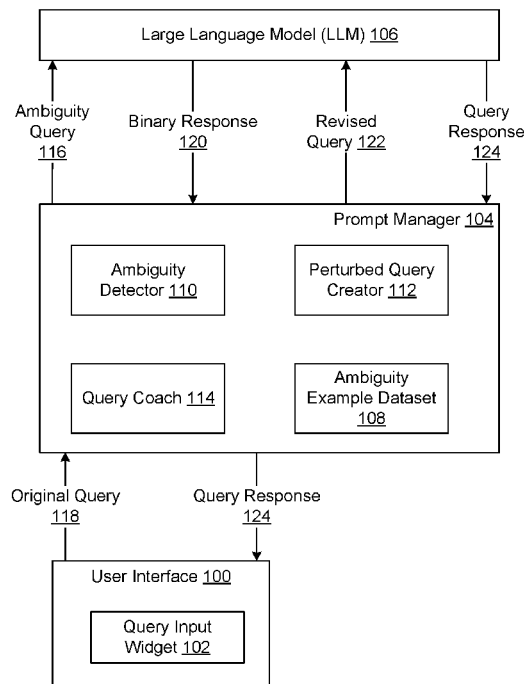 Large Language Model (LLM) 106
Ambiguity
Query
116
Binary Response
120
Revised
Query 122
Query
Response
124
Prompt Manager 104
Ambiguity
Detector 110
Perturbed Query
Creator 112
Query Coach 114
Ambiguity
Example Dataset
108
Original Query
118
Query Response
124
User Interface 100
Query Input
Widget 102